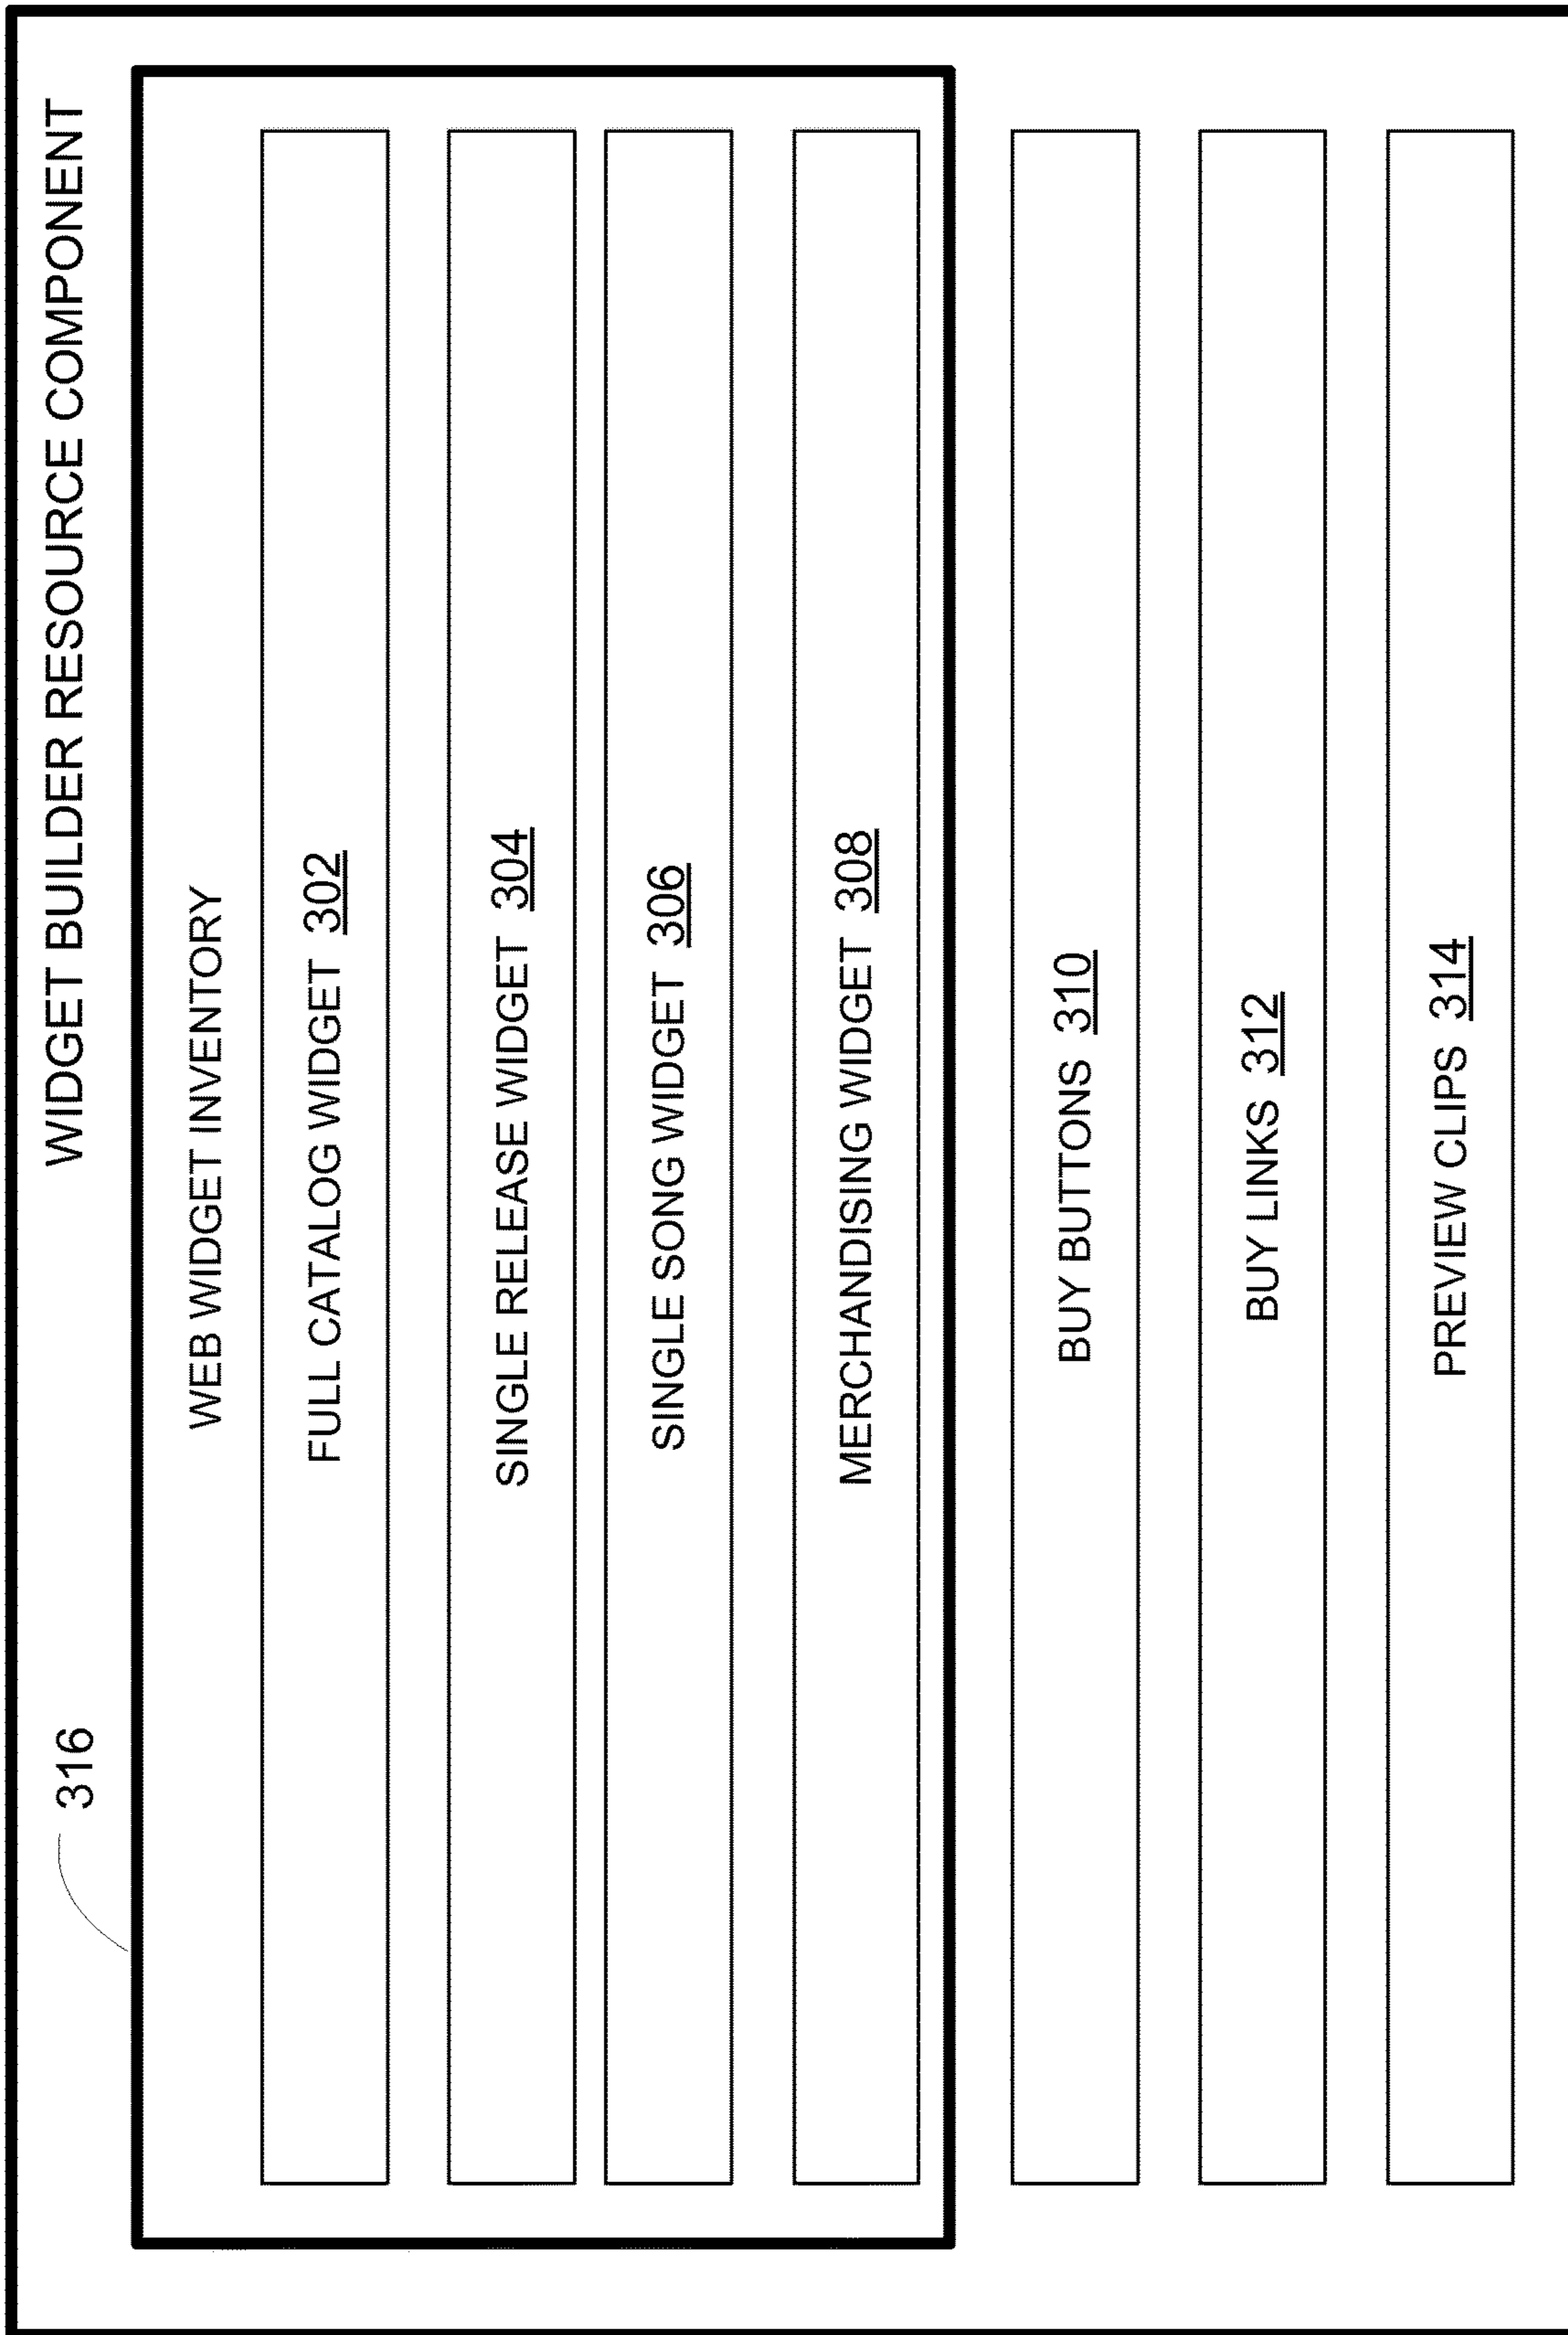 WIDGET BUILDER RESOURCE COMPONENT
316
WEB WIDGET INVENTORY
FULL CATALOG WIDGET 302
SINGLE RELEASE WIDGET 304
SINGLE SONG WIDGET 306
MERCHANDISING WIDGET 308
BUY BUTTONS 310
BUY LINKS 312
PREVIEW CLIPS 314